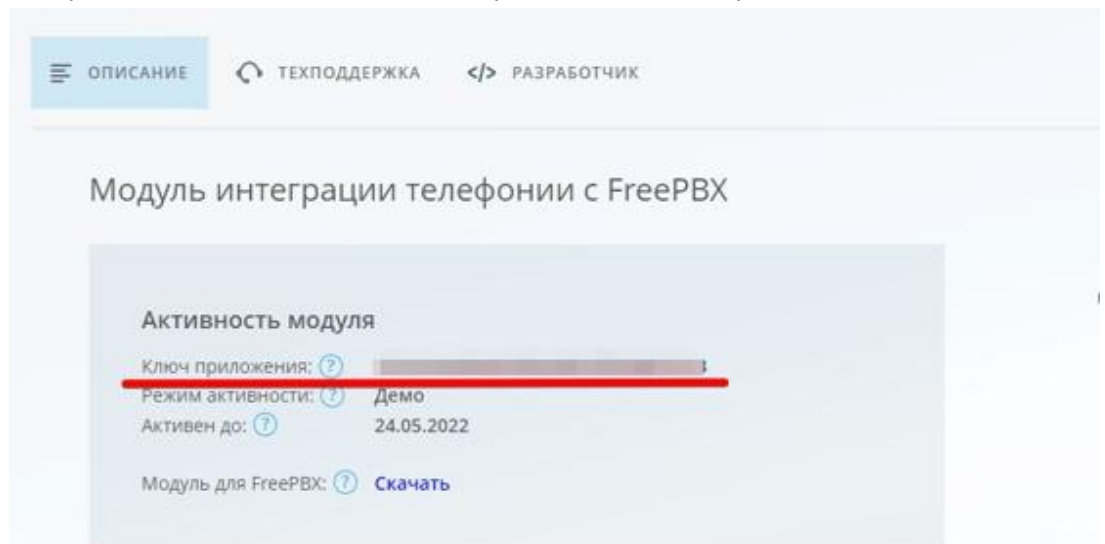 ОПИСАНИЕ ТЕХПОДДЕРЖКА </> РАЗРАБОТЧИК
Модуль интеграции телефонии с FreePBX
Активность модуля
Ключ приложения: ?
Режим активности: ? Демо
Активен до: ? 24.05.2022
Модуль для FreePBX: ? Скачать